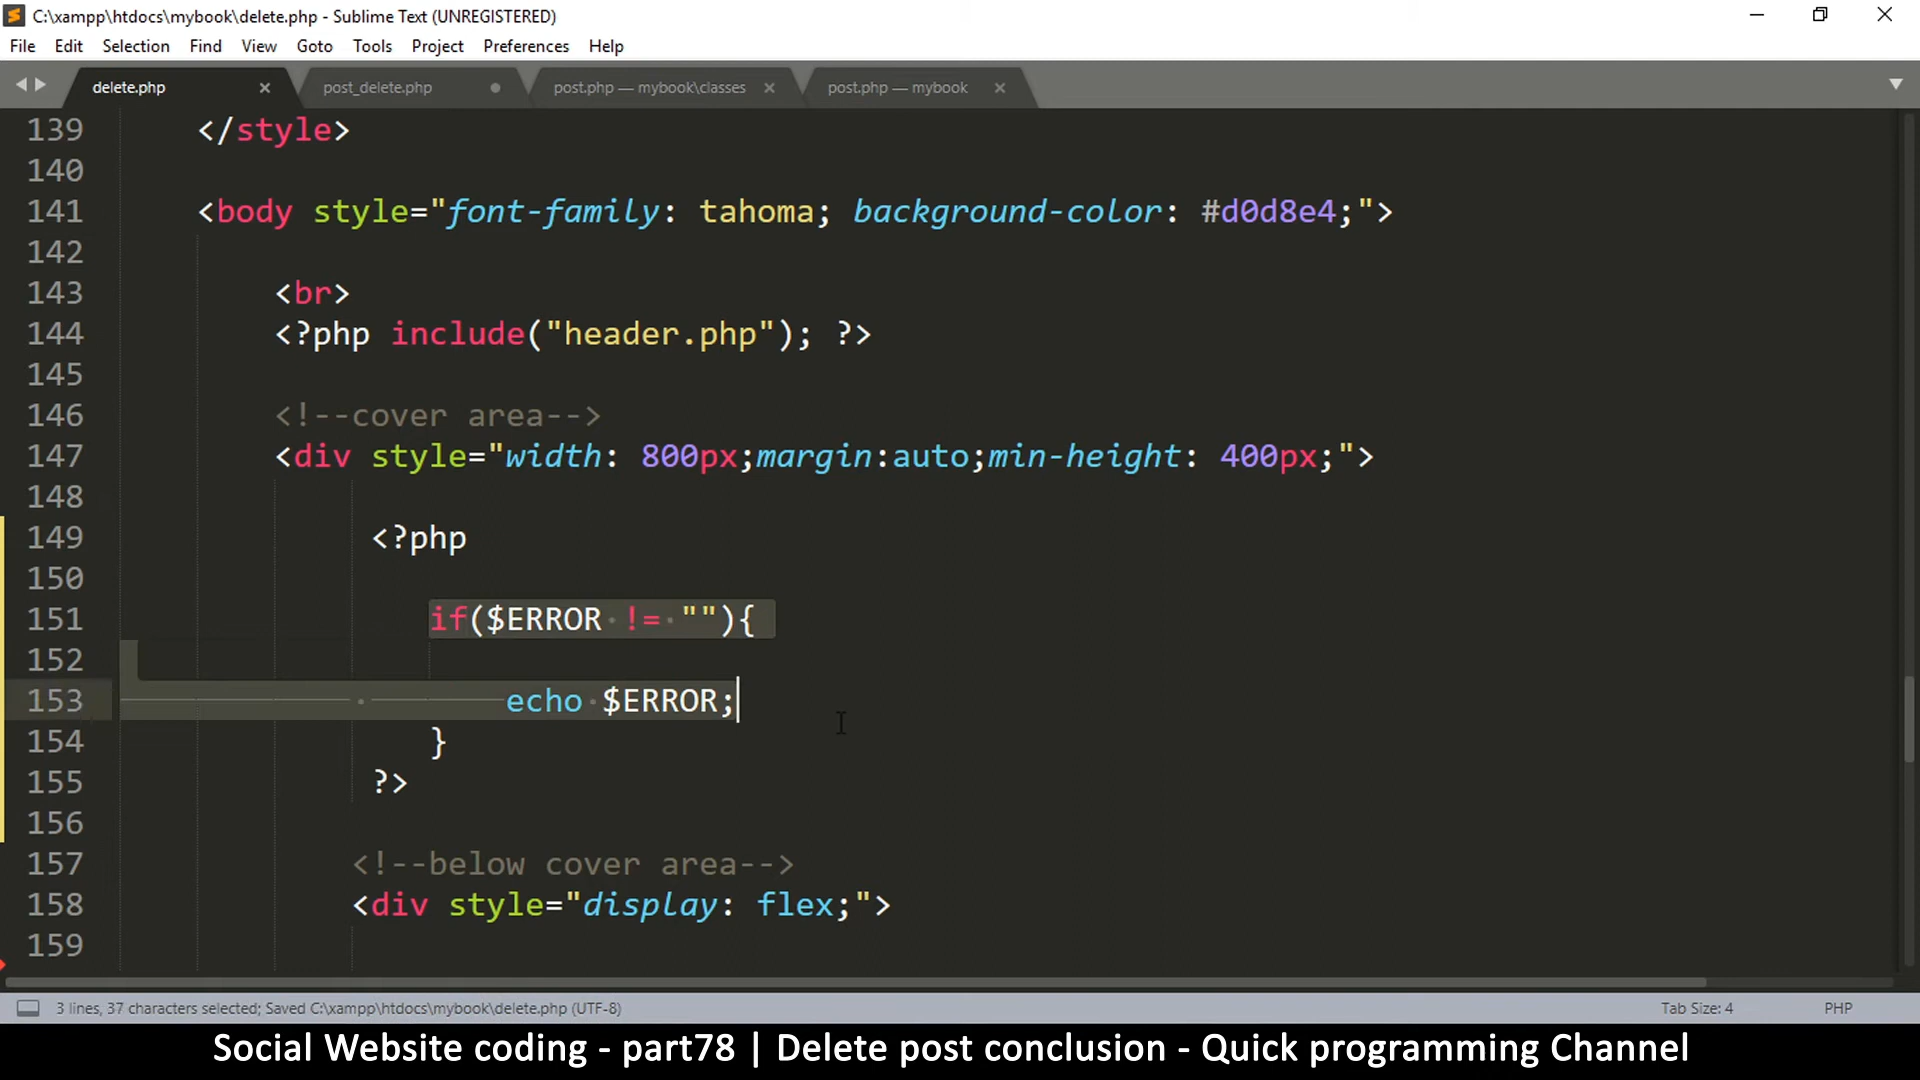 C:\xampp\htdocs\mybook\delete.php - Sublime Text (UNREGISTERED)
File Edit Selection Find View Goto Tools Project Preferences Help
delete.php post_delete.php post.php — mybook\classes post.php — mybook
139 </style>
140
141 <body style="font-family: tahoma; background-color: #d0d8e4;">
142
143 <br>
144 <?php include("header.php"); ?>
145
146 <!--cover area-->
147 <div style="width: 800px;margin:auto;min-height: 400px;">
148
149 <?php
150
151 if($ERROR != ""){
152
153 echo $ERROR;
154 }
155 ?>
156
157 <!--below cover area-->
158 <div style="display: flex;">
159
3 lines, 37 characters selected; Saved C:\xampp\htdocs\mybook\delete.php (UTF-8) Tab Size: 4 PHP
Social Website coding - part78 | Delete post conclusion - Quick programming Channel